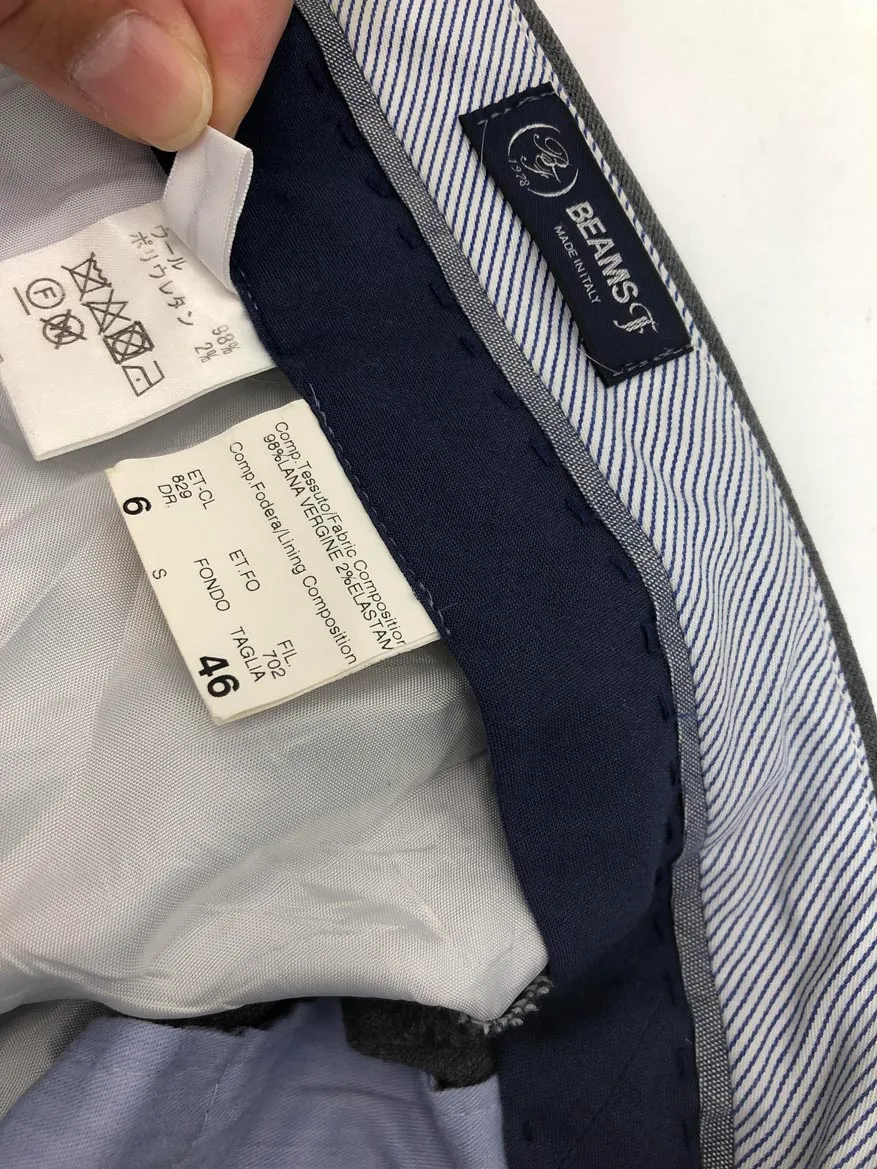 BF
1978
BEAMS F
MADE IN ITALY
ウール 98%
ポリウレタン 2%
F
Comp.Tessuto/Fabric Composition
98%LANA VERGINE 2%ELASTAN
Comp.Fodera/Lining Composition
ET-CL ET.FO FIL.
829 702
DR. FONDO TAGLIA
6 S 46